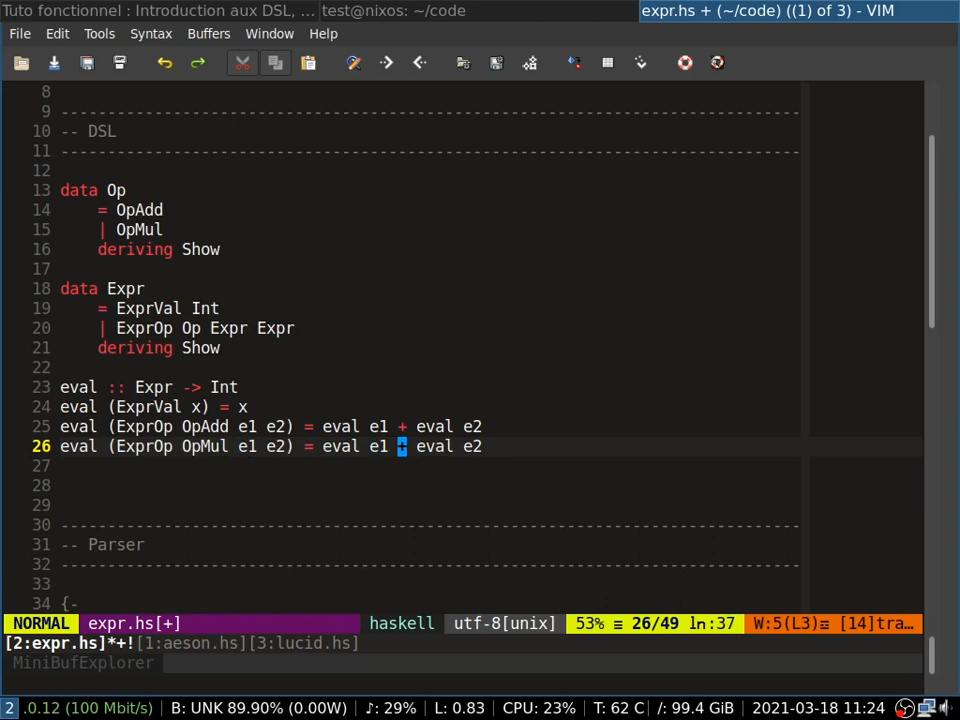 Tuto fonctionnel : Introduction aux DSL, ... test@nixos: ~/code expr.hs + (~/code) ((1) of 3) - VIM
File Edit Tools Syntax Buffers Window Help
8
9 -------------------------------------------------------------------------------
10 -- DSL
11 -------------------------------------------------------------------------------
12
13 data Op
14     = OpAdd
15     | OpMul
16     deriving Show
17
18 data Expr
19     = ExprVal Int
20     | ExprOp Op Expr Expr
21     deriving Show
22
23 eval :: Expr -> Int
24 eval (ExprVal x) = x
25 eval (ExprOp OpAdd e1 e2) = eval e1 + eval e2
26 eval (ExprOp OpMul e1 e2) = eval e1 + eval e2
27
28
29
30 -------------------------------------------------------------------------------
31 -- Parser
32 -------------------------------------------------------------------------------
33
34 {-
NORMAL expr.hs[+] haskell utf-8[unix] 53% ≡ 26/49 ln:37 W:5(L3)≡ [14]tra…
[2:expr.hs]*+![1:aeson.hs][3:lucid.hs]
MiniBufExplorer
2 .0.12 (100 Mbit/s) B: UNK 89.90% (0.00W) ♪: 29% L: 0.83 CPU: 23% T: 62 C /: 99.4 GiB 2021-03-18 11:24